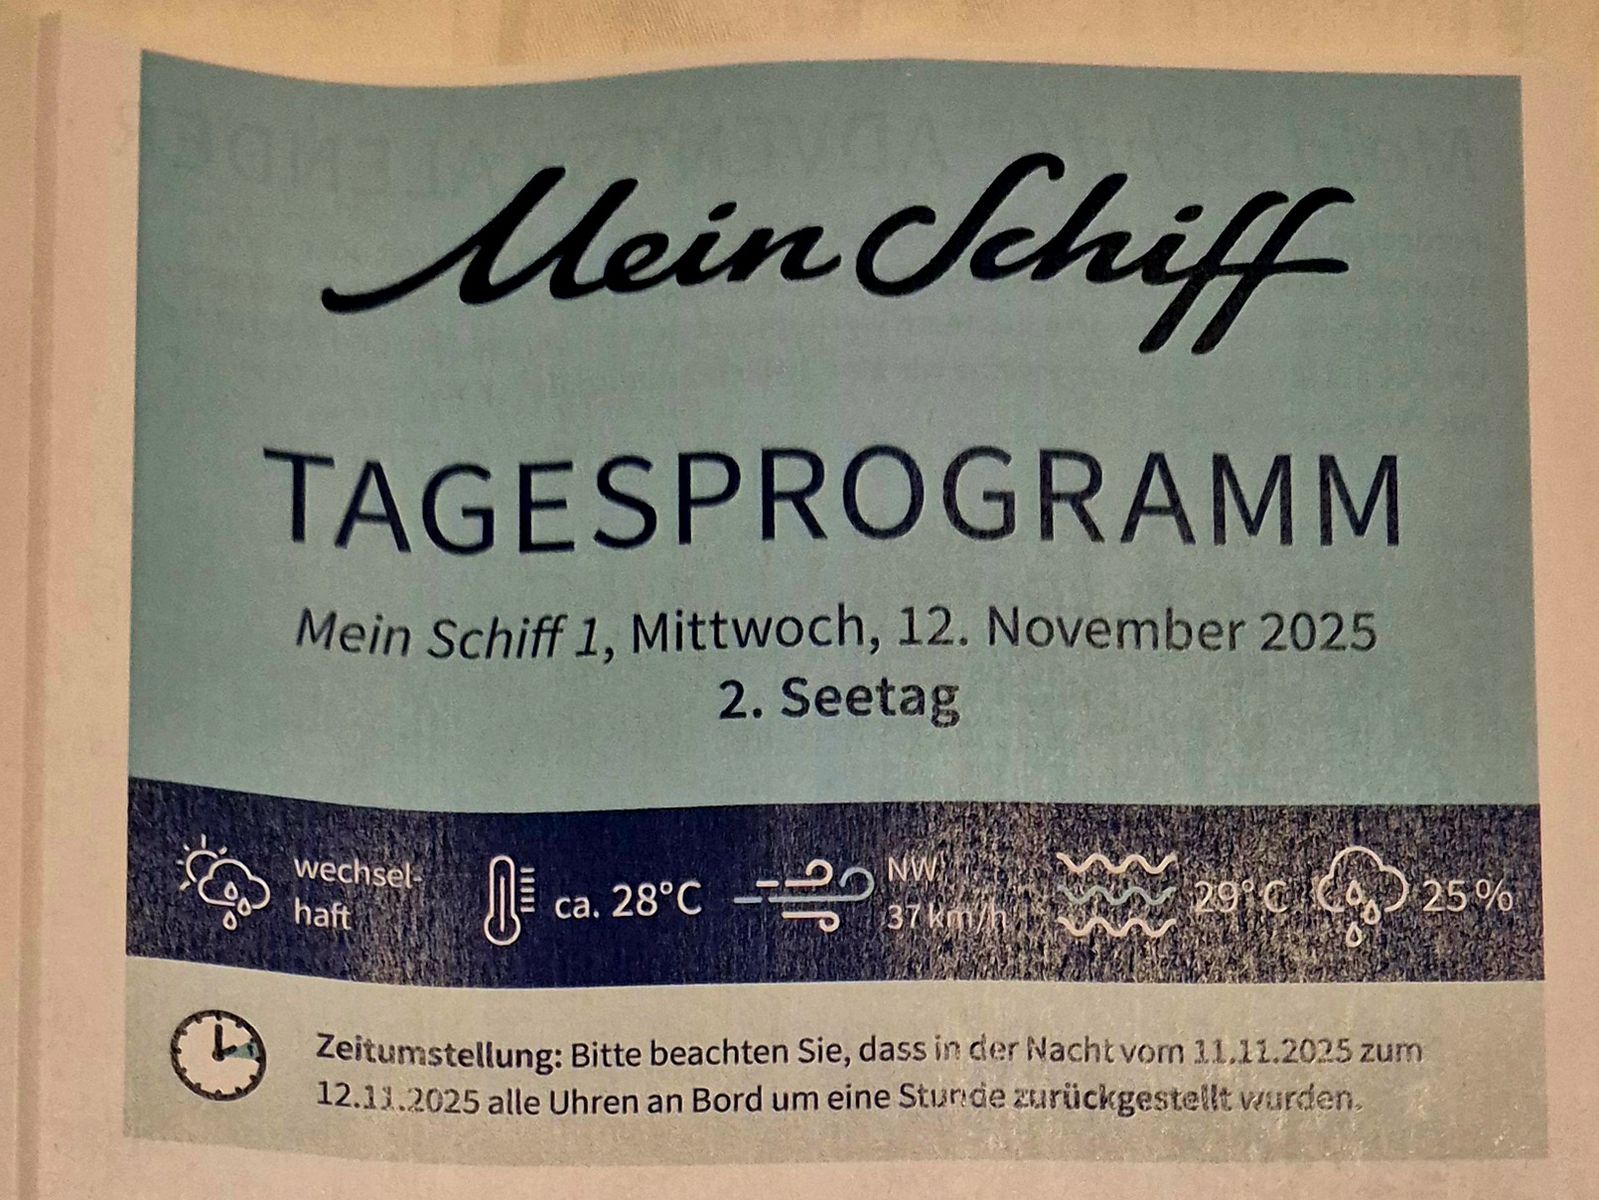 Mein Schiff
TAGESPROGRAMM
Mein Schiff 1, Mittwoch, 12. November 2025
2. Seetag
wechsel-
haft
ca. 28°C
NW
37 km/h
29°C
25 %
Zeitumstellung: Bitte beachten Sie, dass in der Nacht vom 11.11.2025 zum
12.11.2025 alle Uhren an Bord um eine Stunde zurückgestellt wurden.